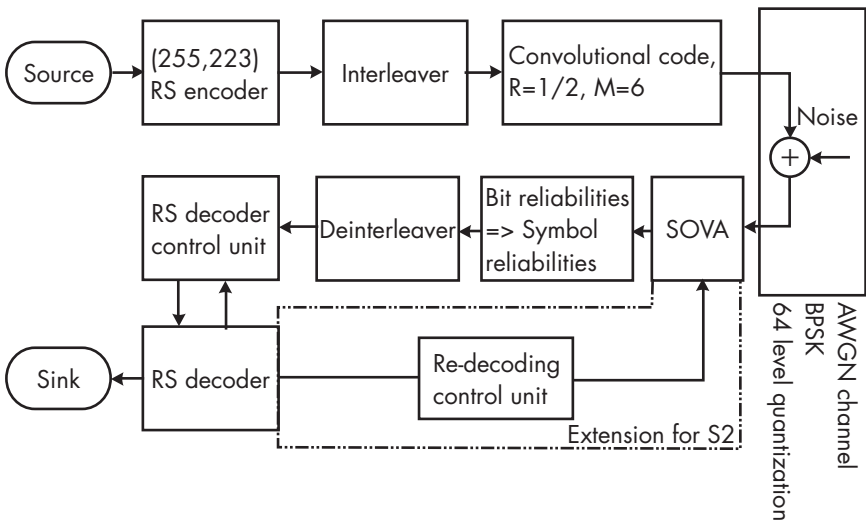 Source
(255,223)
RS encoder
Interleaver
Convolutional code,
R=1/2, M=6
Noise
+
RS decoder
control unit
Deinterleaver
Bit reliabilities
=> Symbol
reliabilities
SOVA
Sink
RS decoder
Re-decoding
control unit
Extension for S2
AWGN channel
BPSK
64 level quantization